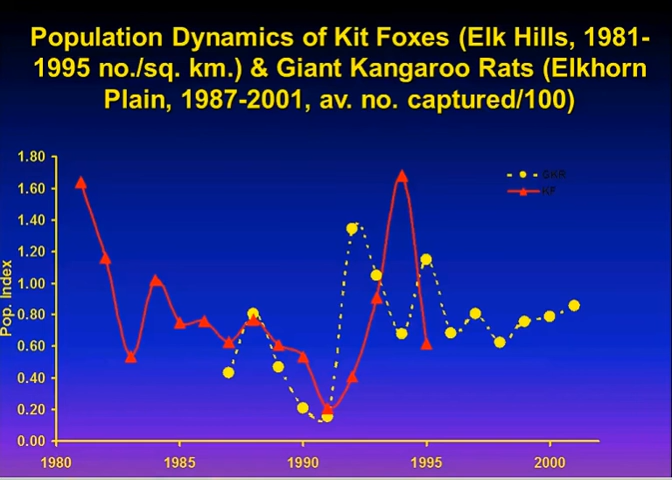 Population Dynamics of Kit Foxes (Elk Hills, 1981-
1995 no./sq. km.) & Giant Kangaroo Rats (Elkhorn
Plain, 1987-2001, av. no. captured/100)
1.80
1.60
1.40
1.20
1.00
0.80
0.60
0.40
0.20
0.00
Pop. Index
GKR
KF
1980 1985 1990 1995 2000